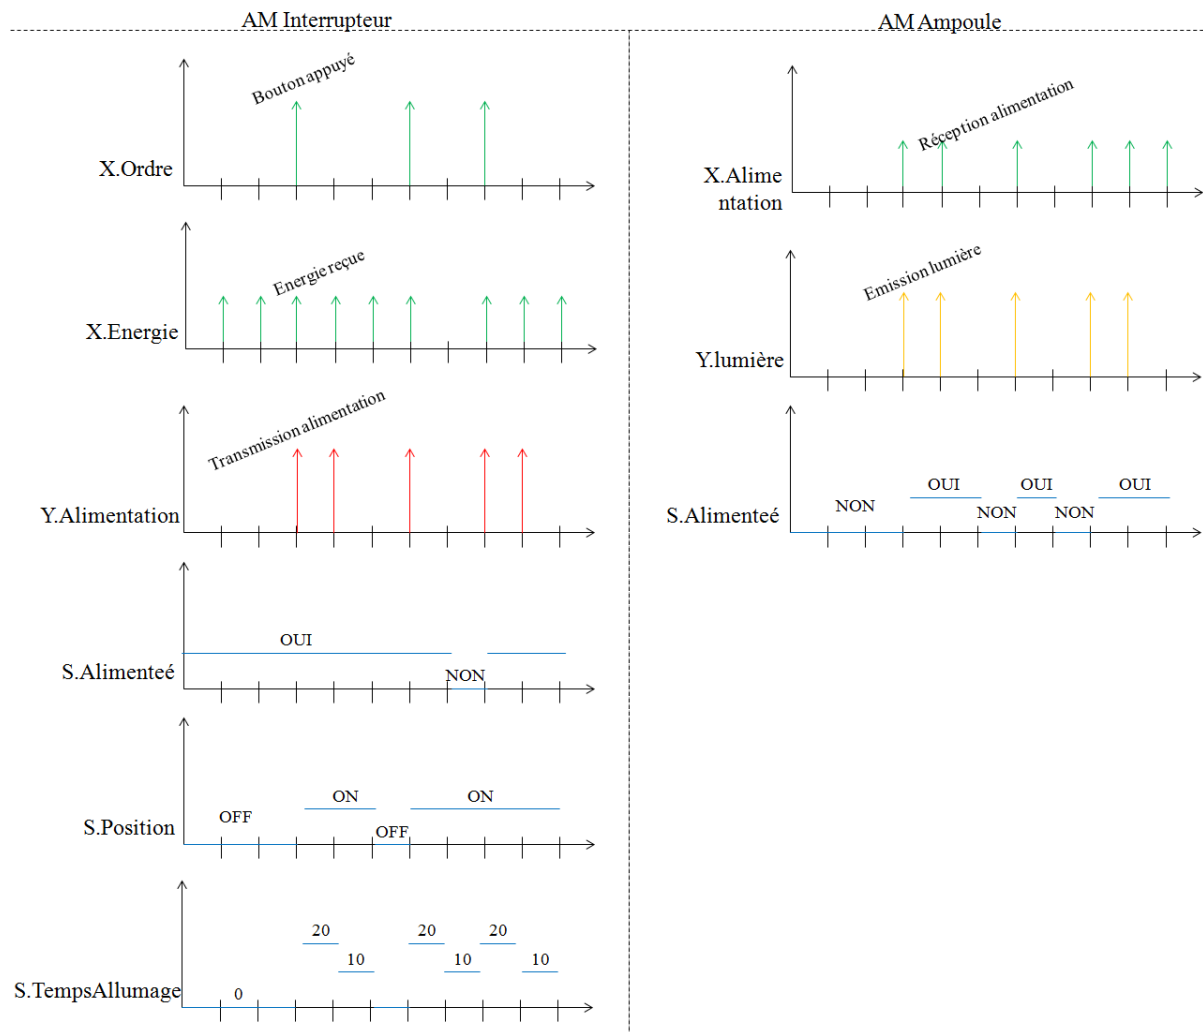 AM Interrupteur
Bouton appuyé
X.Ordre
Energie reçue
X.Energie
Transmission alimentation
Y.Alimentation
OUI
NON
S.Alimenteé
ON
ON
OFF
OFF
S.Position
20
20
20
10
10
10
0
S.TempsAllumage
AM Ampoule
Réception alimentation
X.Alime
ntation
Emission lumière
Y.lumière
OUI
OUI
OUI
NON
NON
NON
S.Alimenteé